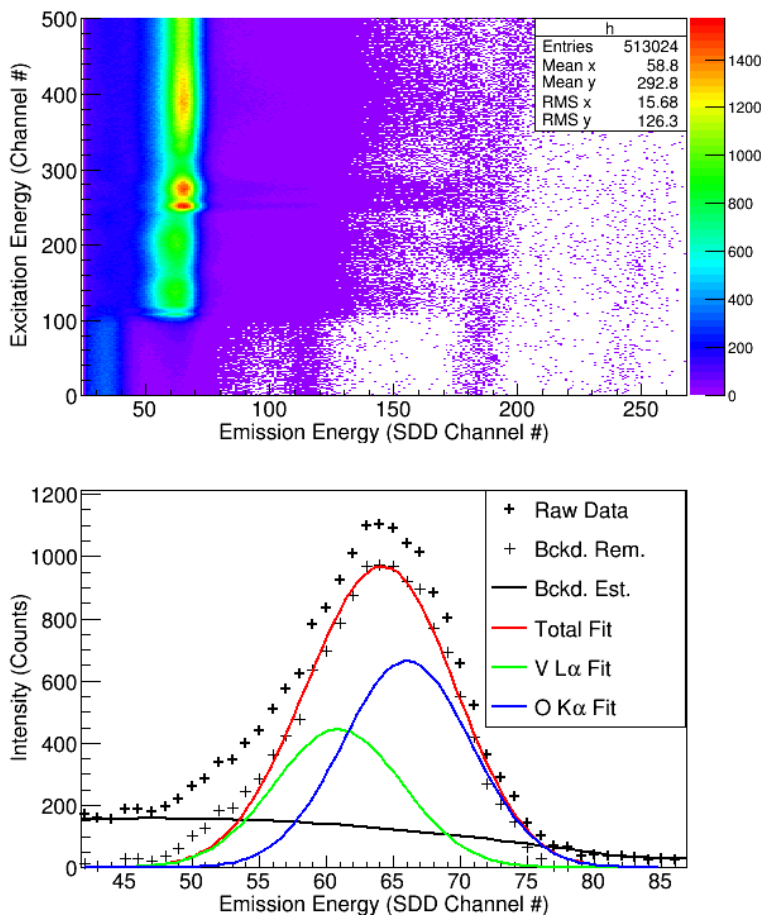 h
Entries 513024
Mean x 58.8
Mean y 292.8
RMS x 15.68
RMS y 126.3
500
400
300
200
100
0
Excitation Energy (Channel #)
50 100 150 200 250
Emission Energy (SDD Channel #)
1400
1200
1000
800
600
400
200
0
1200
1000
800
600
400
200
0
Intensity (Counts)
Raw Data
Bckd. Rem.
Bckd. Est.
Total Fit
V Lα Fit
O Kα Fit
45 50 55 60 65 70 75 80 85
Emission Energy (SDD Channel #)